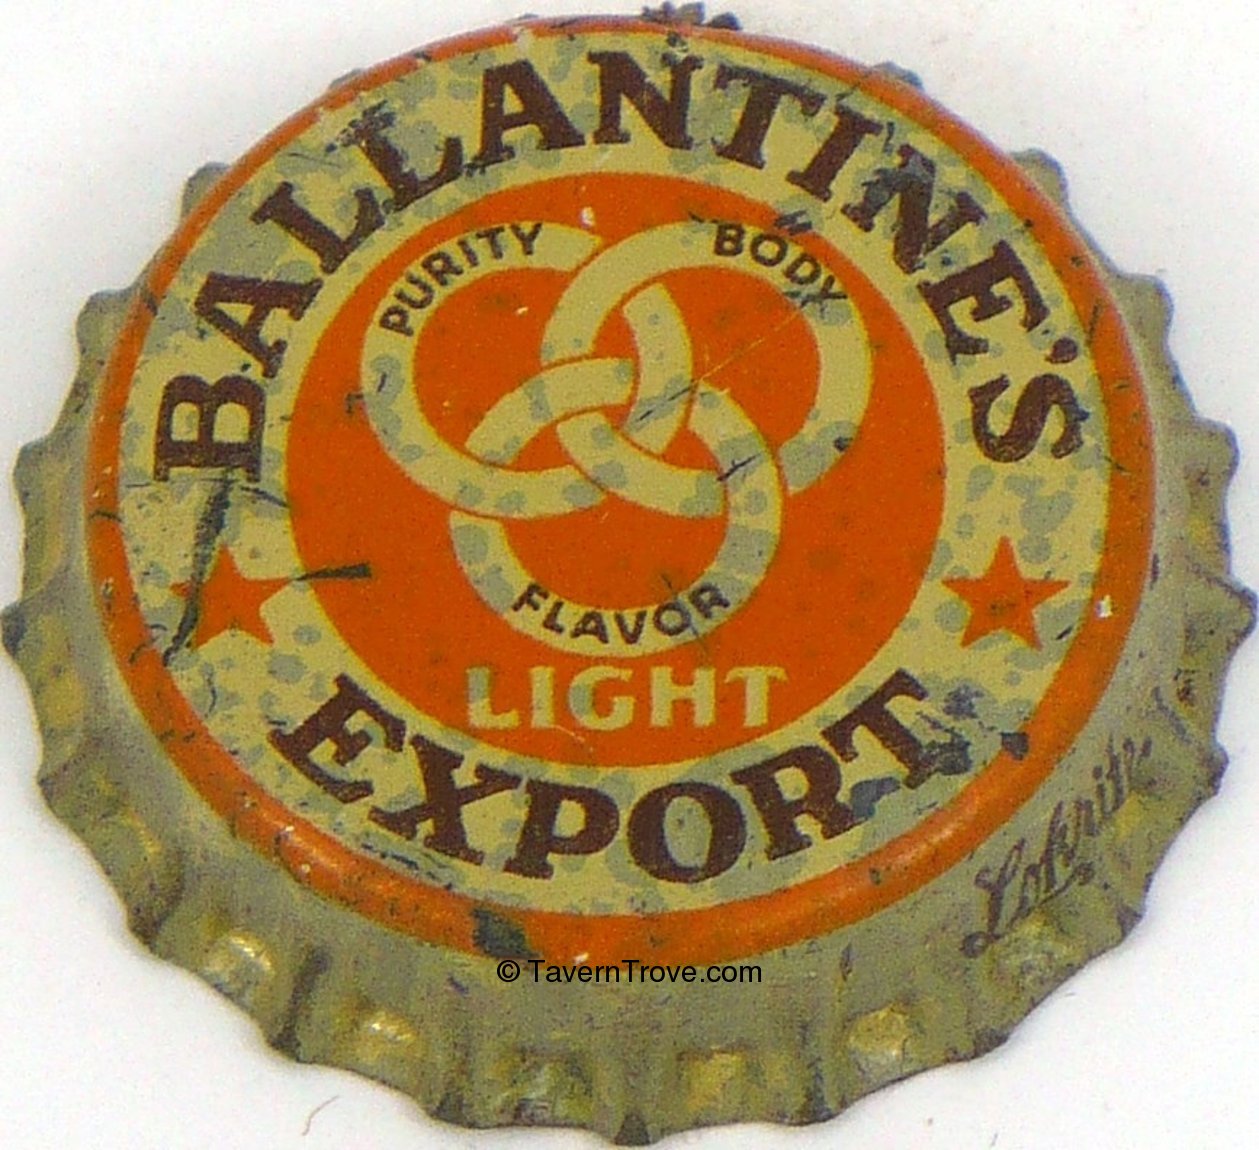 BALLANTINE'S
PURITY
BODY
FLAVOR
LIGHT
EXPORT
© TavernTrove.com